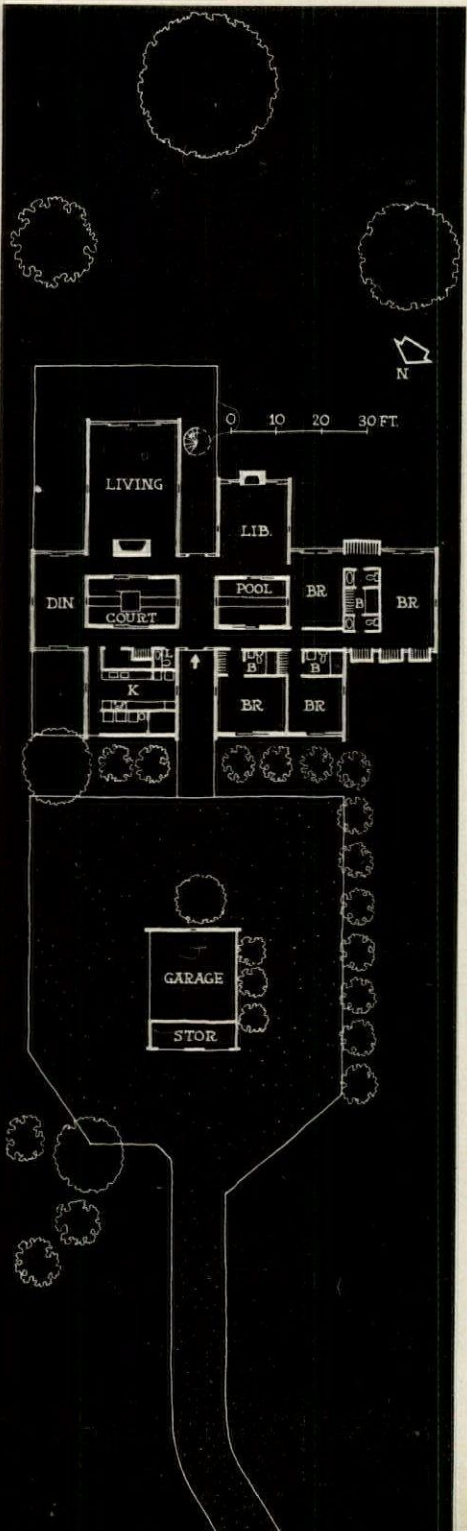 N.
0 10 20 30 FT.
LIVING
LIB.
POOL
DIN
COURT
BR
B
BR
L
K
B
B
BR
BR
GARAGE
STOR